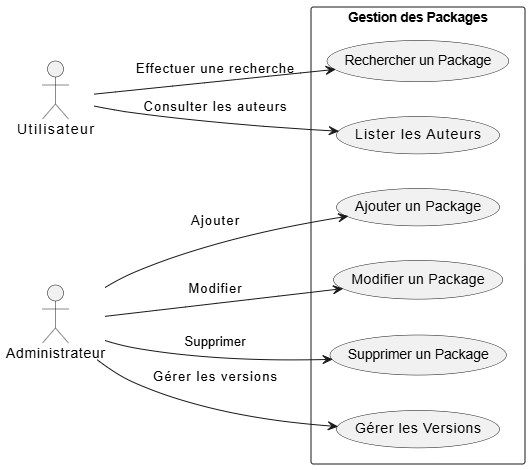 Gestion des Packages
Effectuer une recherche
Rechercher un Package
Consulter les auteurs
Utilisateur
Lister les Auteurs
Ajouter
Ajouter un Package
Modifier
Modifier un Package
Supprimer
Administrateur
Supprimer un Package
Gérer les versions
Gérer les Versions